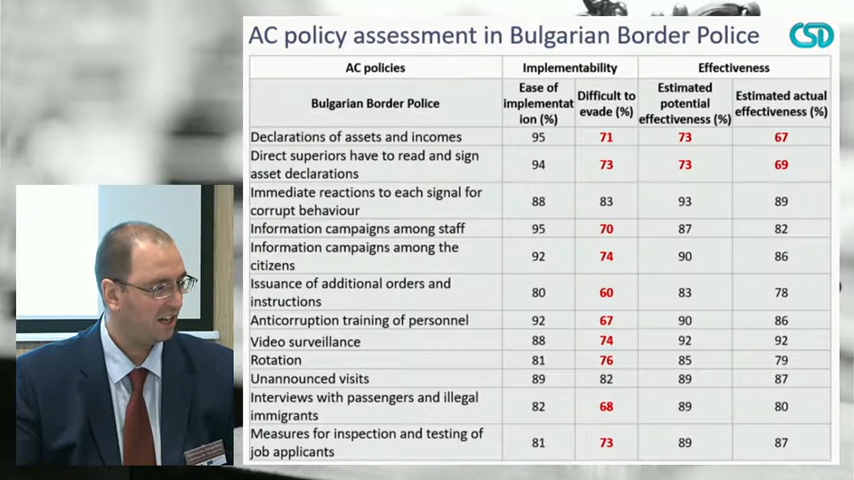 AC policy assessment in Bulgarian Border Police
CSD
AC policies Implementability Effectiveness
Bulgarian Border Police Ease of implementat ion (%) Difficult to evade (%) Estimated potential effectiveness (%) Estimated actual effectiveness (%)
Declarations of assets and incomes 95 71 73 67
Direct superiors have to read and sign
asset declarations 94 73 73 69
Immediate reactions to each signal for
corrupt behaviour 88 83 93 89
Information campaigns among staff 95 70 87 82
Information campaigns among the
citizens 92 74 90 86
Issuance of additional orders and
instructions 80 60 83 78
Anticorruption training of personnel 92 67 90 86
Video surveillance 88 74 92 92
Rotation 81 76 85 79
Unannounced visits 89 82 89 87
Interviews with passengers and illegal
immigrants 82 68 89 80
Measures for inspection and testing of
job applicants 81 73 89 87